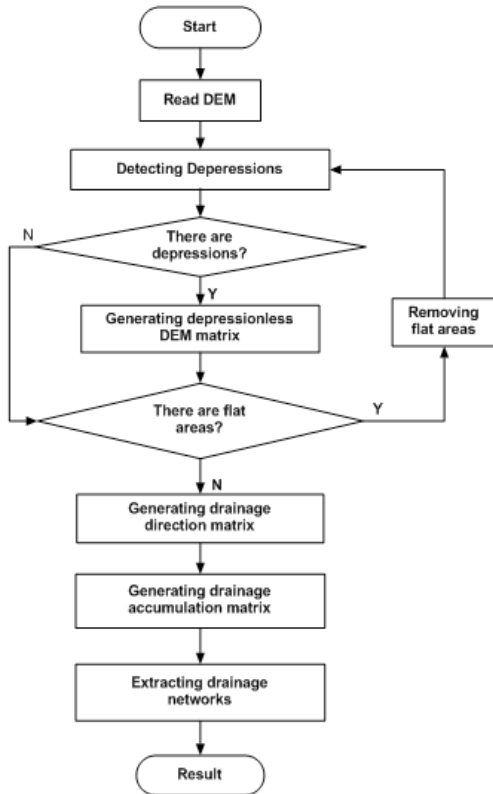 Start
Read DEM
Detecting Deperessions
N
There are
depressions?
Y
Generating depressionless
DEM matrix
Removing
flat areas
There are flat
areas?
Y
N
Generating drainage
direction matrix
Generating drainage
accumulation matrix
Extracting drainage
networks
Result